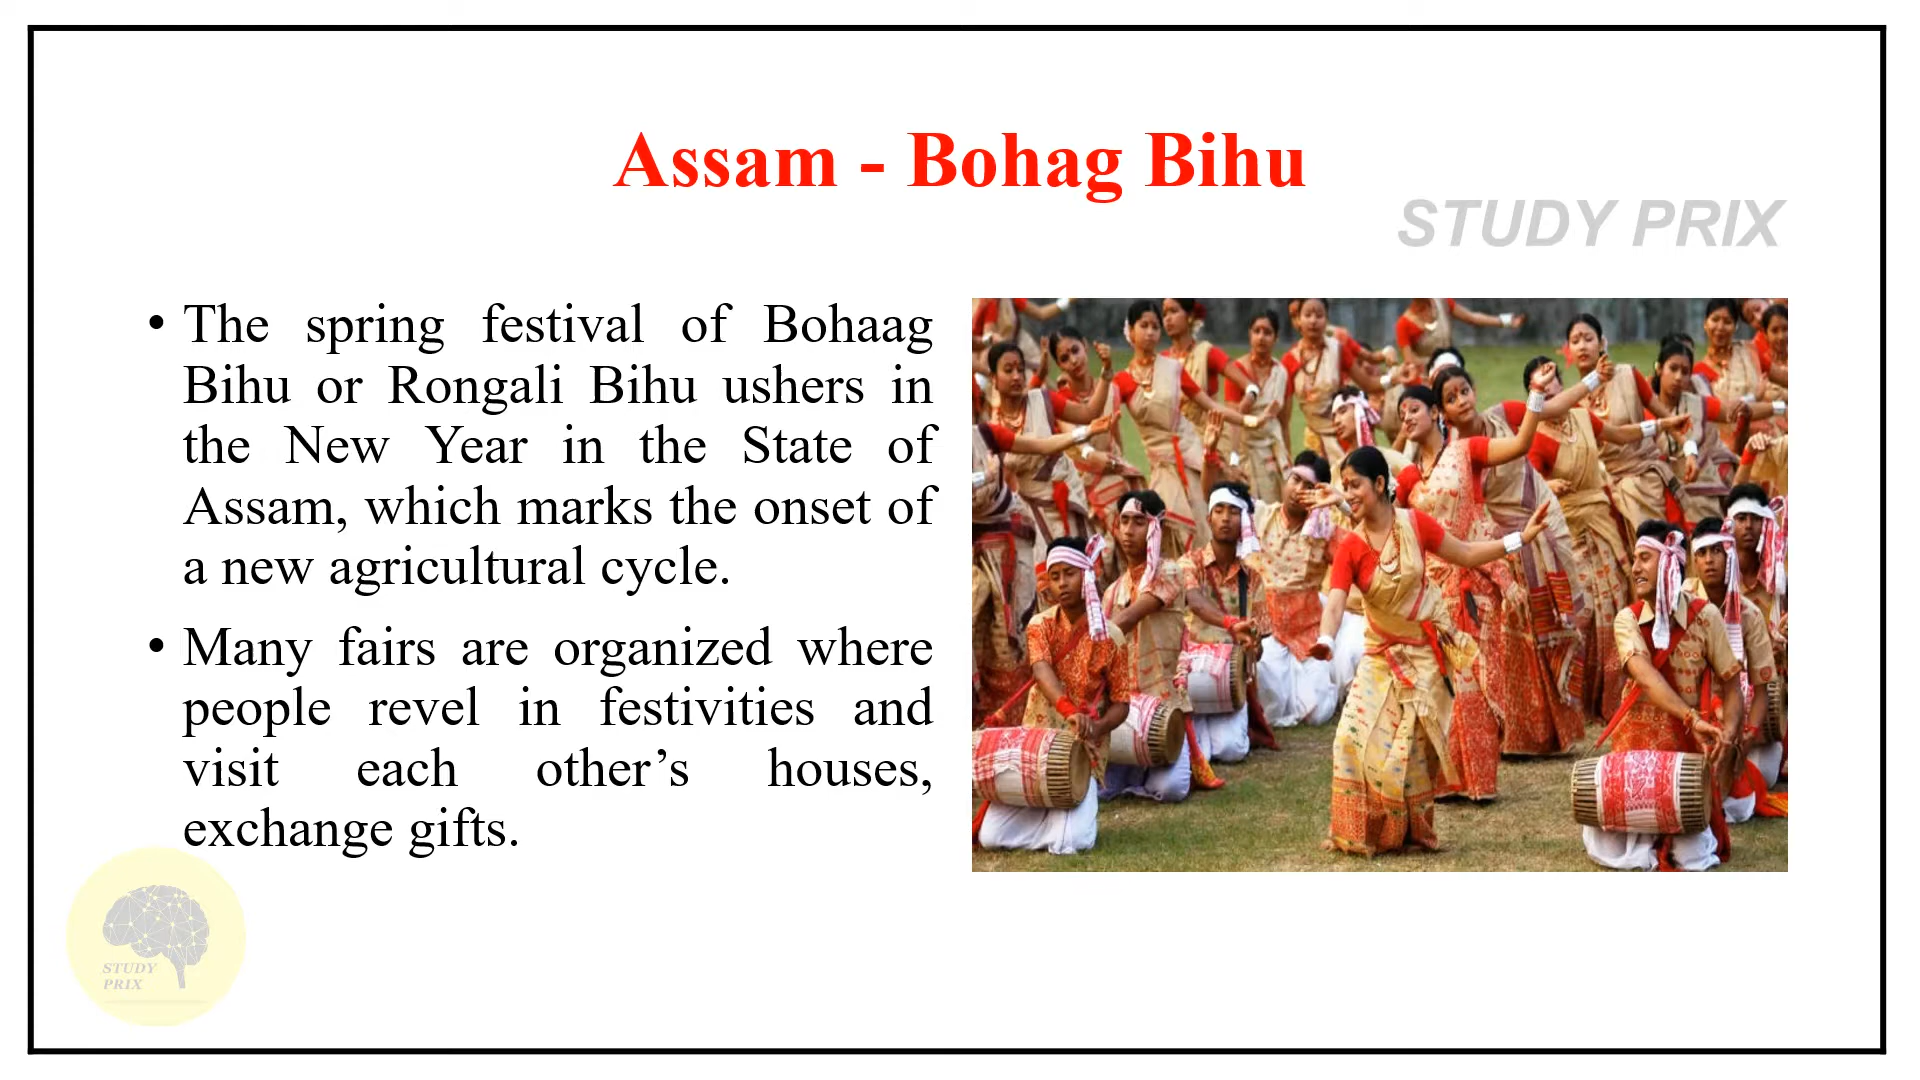 Assam - Bohag Bihu
STUDY PRIX
• The spring festival of Bohaag
Bihu or Rongali Bihu ushers in
the New Year in the State of
Assam, which marks the onset of
a new agricultural cycle.
• Many fairs are organized where
people revel in festivities and
visit each other’s houses,
exchange gifts.
STUDY
PRIX